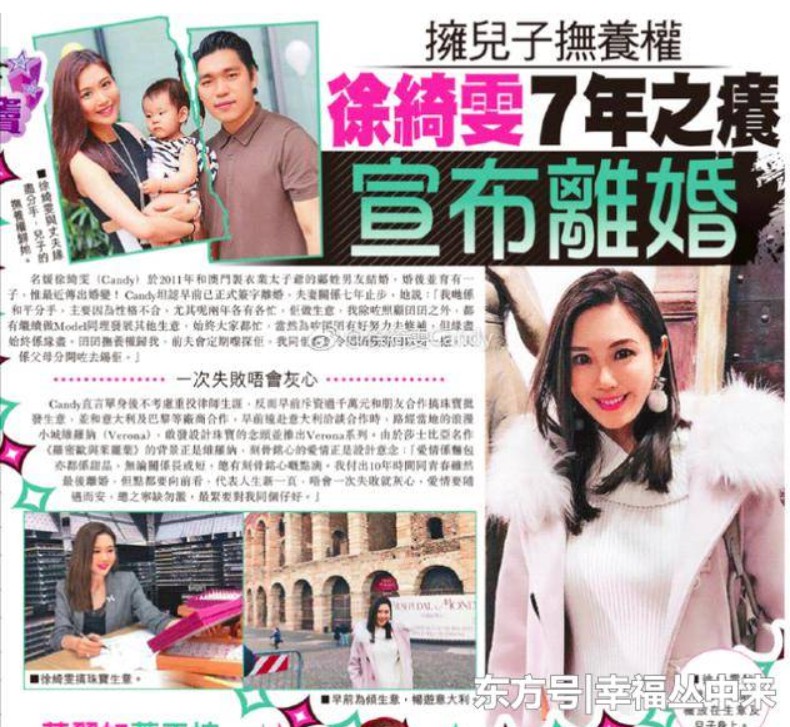 擁兒子撫養權
徐綺雯7年之癢
宣布離婚
■徐綺雯與丈夫緣
盡分手,兒子的
撫養權歸她。
名媛徐綺雯(Candy)於2011年和澳門製衣業太子爺的 姓男友結婚,婚後並育有一
子,惟最近傳出婚變!Candy坦認早前已正式簽字離婚,夫妻關係七年止步,她說:「我哋係
和平分手,主要因為性格不合,尤其呢兩年各有各忙,佢做生意,我除咗照顧囝囝之外,都
有繼續做Model同埋發展其他生意,始終大家都忙,當然為咗囝囝有好努力去修補,但緣盡
始終係緣盡,囝囝撫養權歸我,前夫會定期嚟探佢,我同佢
係父母分開咗去錫佢。」
一次失敗唔會灰心
Candy直言單身後不考慮重投律師生涯,反而早前斥資過千萬元和朋友合作搞珠寶批
發生意,並和意大利及巴黎等廠商合作,早前遠赴意大利洽談合作時,路經當地的浪漫
小城維羅納(Verona),啟發設計珠寶的念頭並推出Verona系列。由於莎士比亞名作
《羅密歐與茱麗葉》的背景正是維羅納,刻骨銘心的愛情正是設計意念:「愛情係麵包
亦都係甜品,無論關係長或短,總有刻骨銘心嘅點滴。我付出10年時間同青春雖然
最後離婚,但點都要向前看,代表人生新一頁,唔會一次失敗就灰心,愛情要隨
遇而安,總之寧缺勿濫,最緊要對我同個仔好。」
■徐綺雯搞珠寶生意。
■早前為傾生意,暢遊意大利。
东方号|幸福丛中来